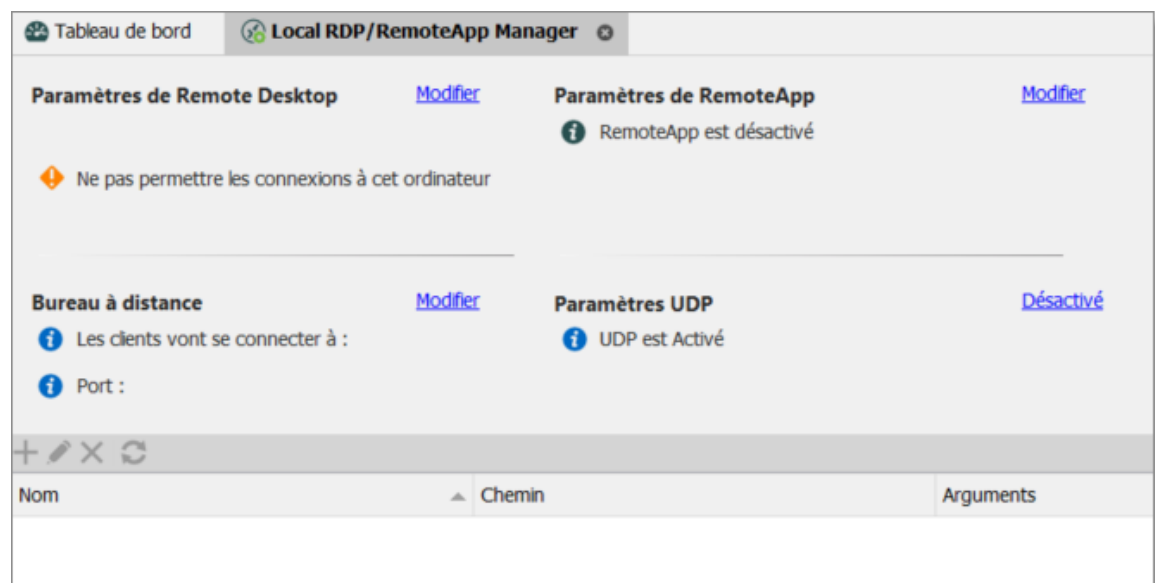 Tableau de bord
Local RDP/RemoteApp Manager
Paramètres de Remote Desktop
Modifier
Ne pas permettre les connexions à cet ordinateur
Paramètres de RemoteApp
Modifier
RemoteApp est désactivé
Bureau à distance
Modifier
Les clients vont se connecter à :
Port :
Paramètres UDP
Désactivé
UDP est Activé
Nom
Chemin
Arguments